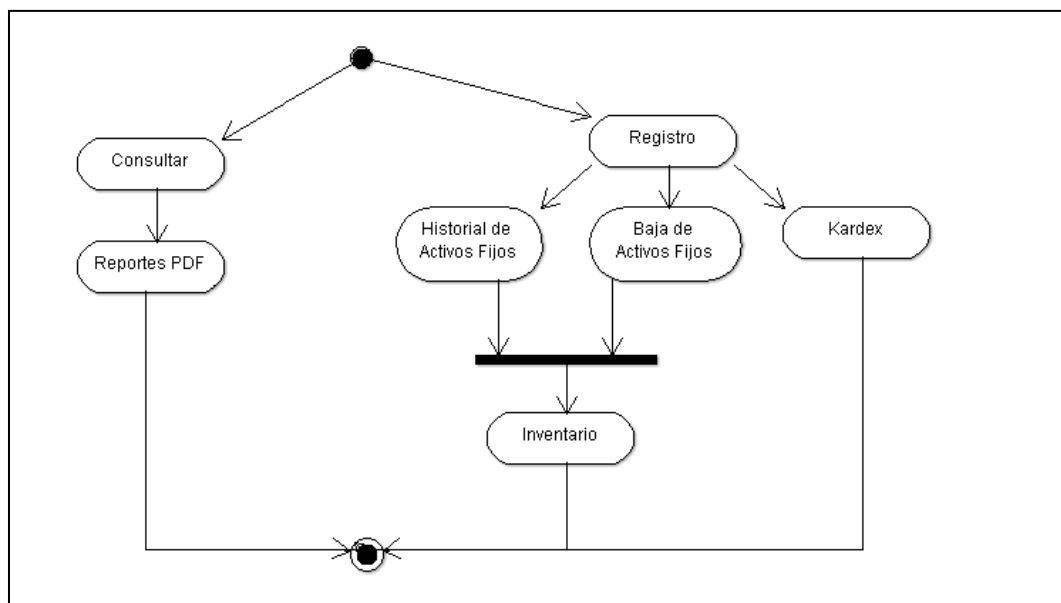 Consultar
Registro
Historial de
Activos Fijos
Baja de
Activos Fijos
Kardex
Reportes PDF
Inventario